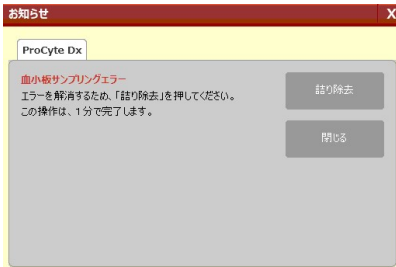 お知らせ
X
ProCyte Dx
血小板サンプリングエラー
エラーを解消するため、「詰り除去」を押してください。
この操作は、1分で完了します。
詰り除去
閉じる